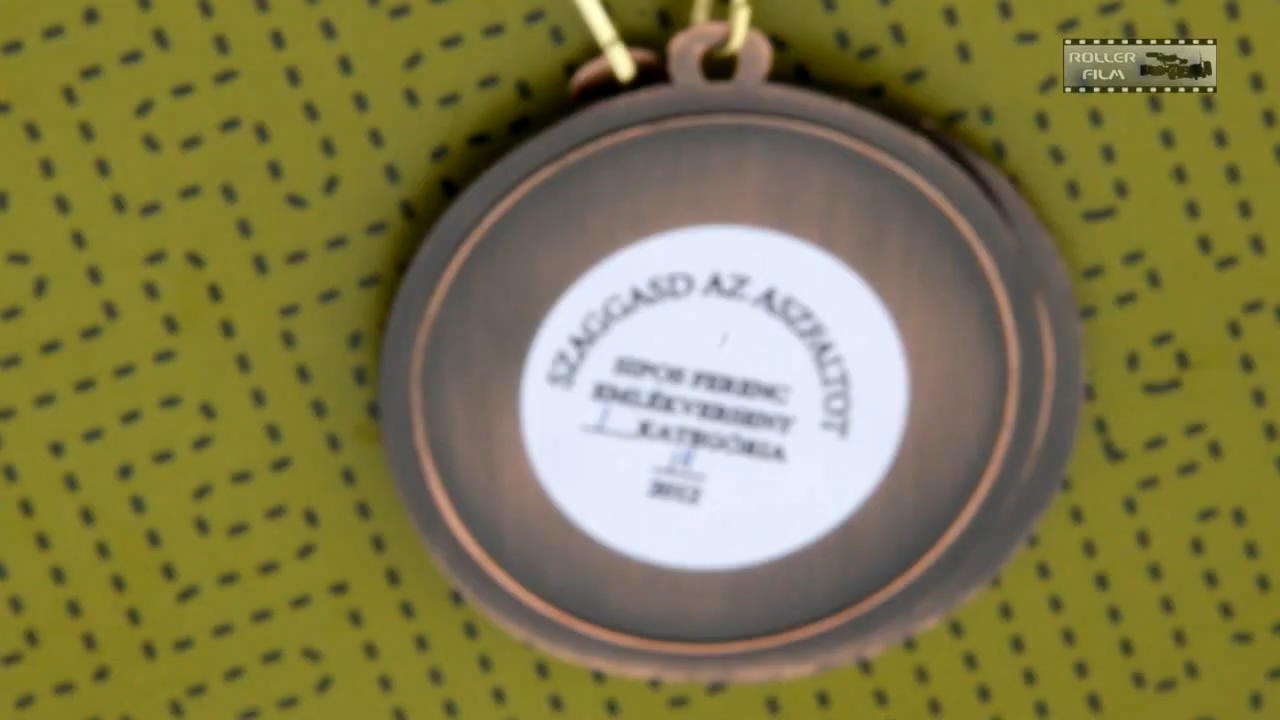 ROLLER
FILM
SZAGGASD AZ ASZFALTOT
SIPOS FERENC
EMLÉKVERSENY
KATEGÓRIA
2012